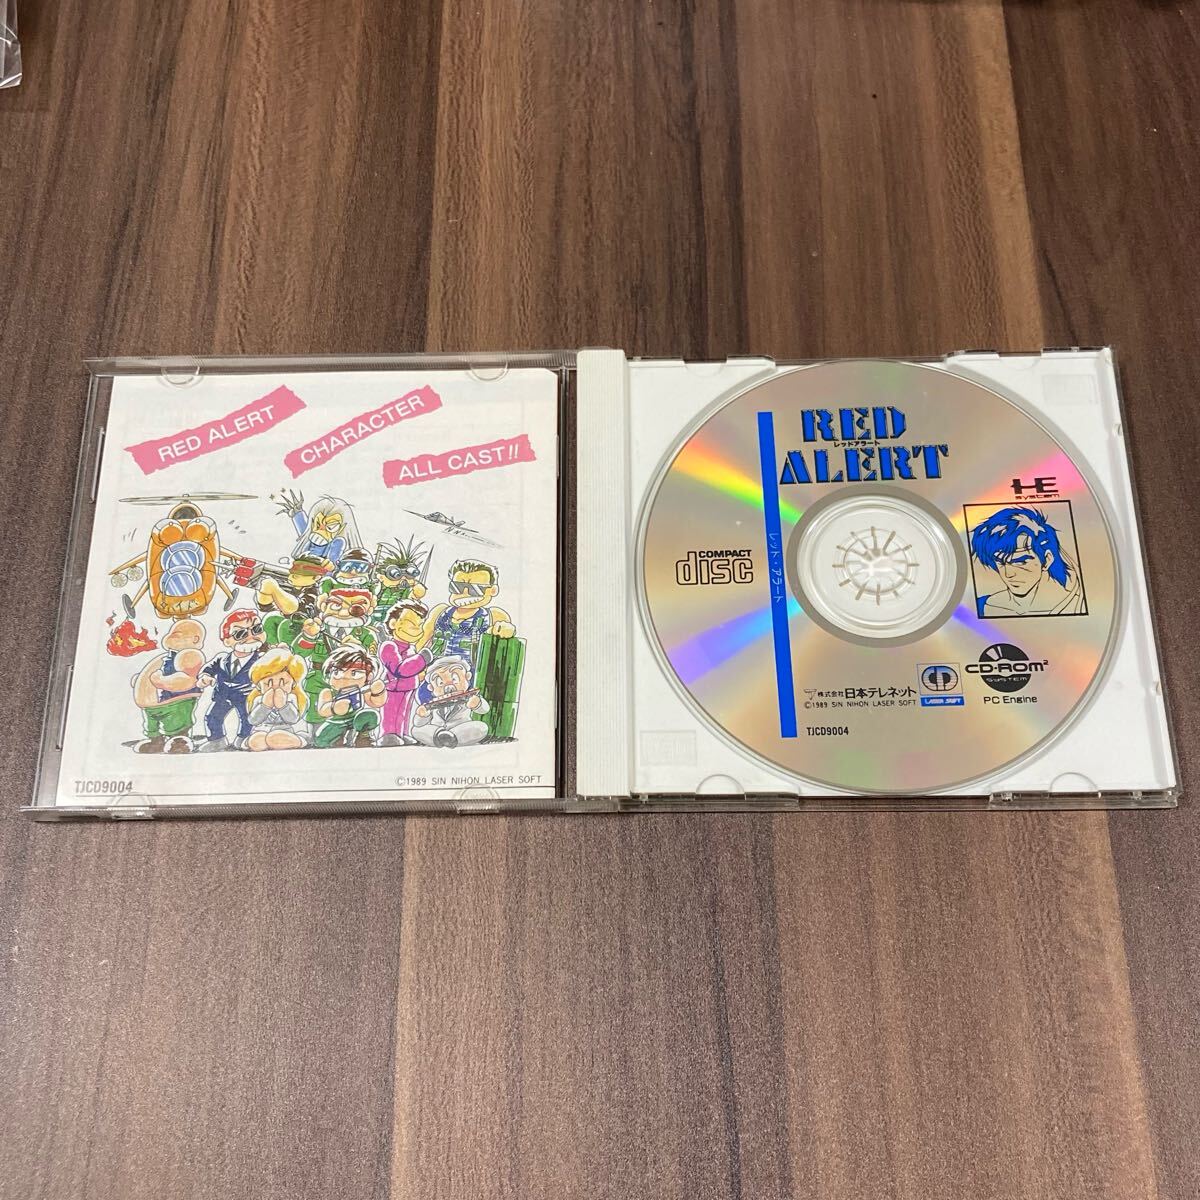 RED ALERT
CHARACTER
ALL CAST!!
TJCD9004
©1989 SIN NIHON LASER SOFT
RED
レッドアラート
ALERT
HE
system
COMPACT
disc
レッド・アラート
CD-ROM²
SYSTEM
PC Engine
株式会社日本テレネット
©1989 SIN NIHON LASER SOFT
LASER SOFT
TJCD9004